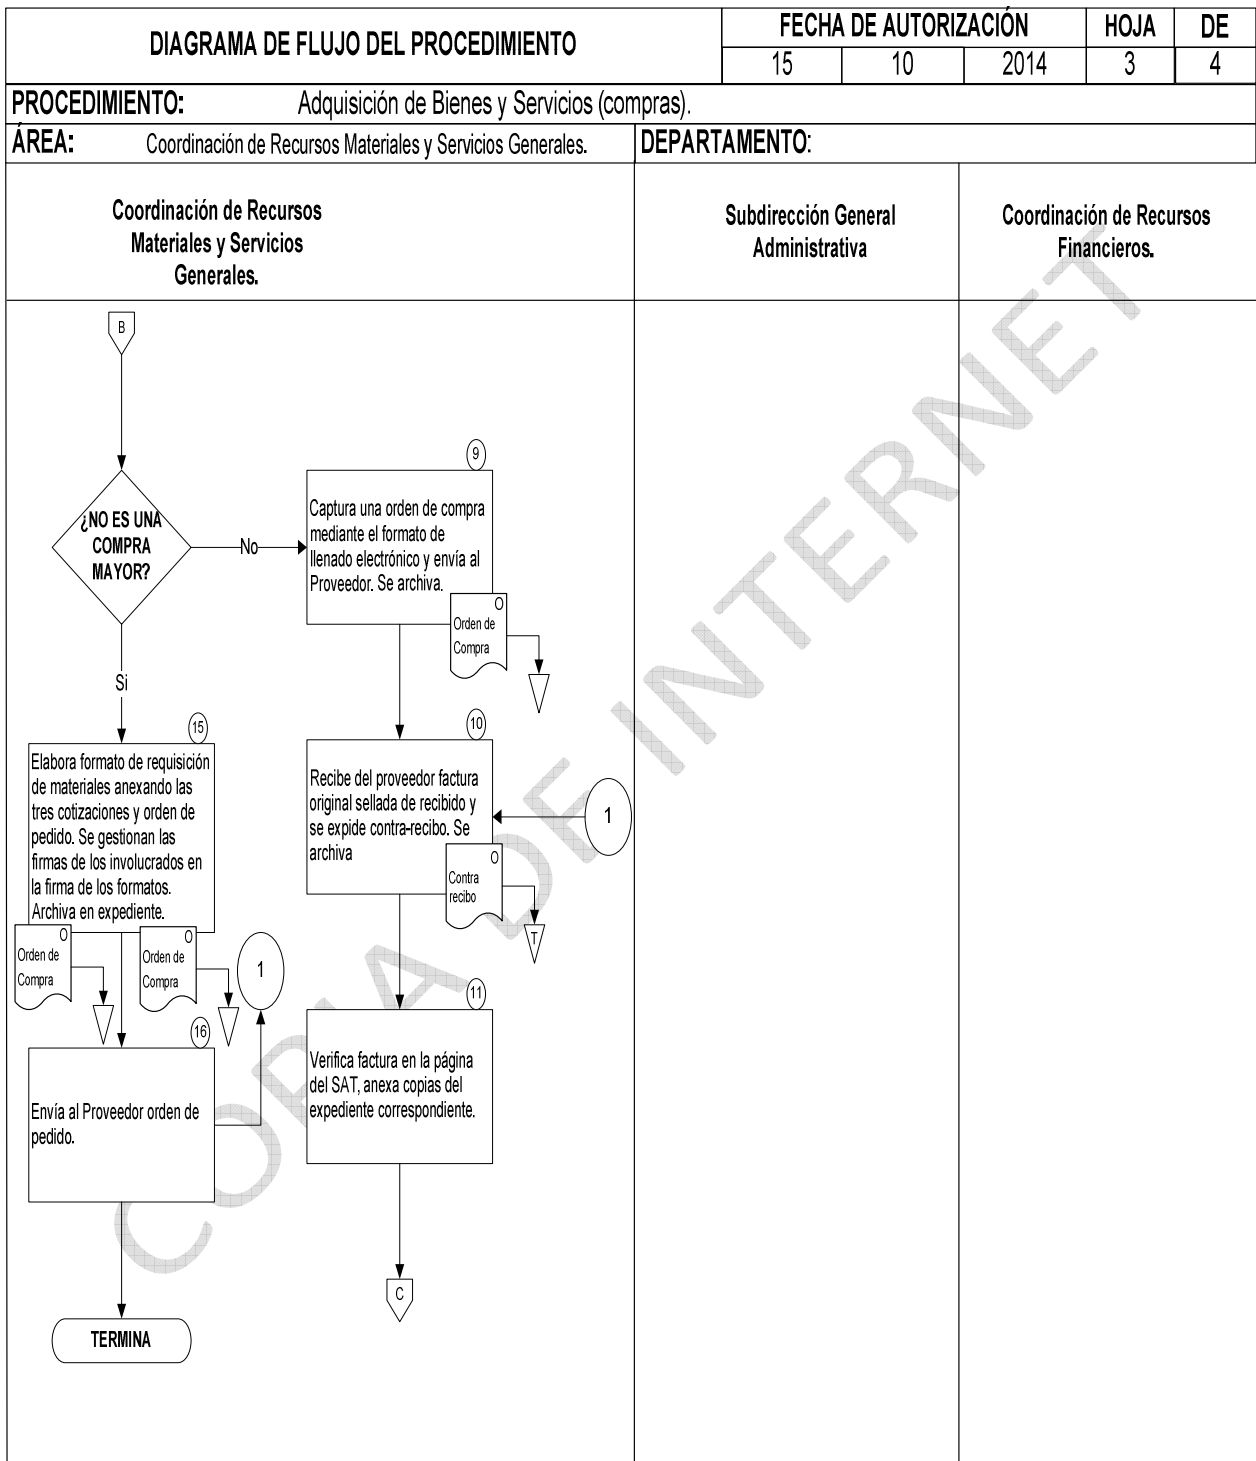 DIAGRAMA DE FLUJO DEL PROCEDIMIENTO
FECHA DE AUTORIZACIÓN
HOJA
DE
15
10
2014
3
4
PROCEDIMIENTO: Adquisición de Bienes y Servicios (compras).
ÁREA: Coordinación de Recursos Materiales y Servicios Generales.
DEPARTAMENTO:
Coordinación de Recursos
Materiales y Servicios
Generales.
Subdirección General
Administrativa
Coordinación de Recursos
Financieros.
B
¿NO ES UNA
COMPRA
MAYOR?
No
Si
9
Captura una orden de compra
mediante el formato de
llenado electrónico y envía al
Proveedor. Se archiva.
O
Orden de
Compra
10
Recibe del proveedor factura
original sellada de recibido y
se expide contra-recibo. Se
archiva
1
O
Contra
recibo
T
15
Elabora formato de requisición
de materiales anexando las
tres cotizaciones y orden de
pedido. Se gestionan las
firmas de los involucrados en
la firma de los formatos.
Archiva en expediente.
O
Orden de
Compra
O
Orden de
Compra
1
16
Envía al Proveedor orden de
pedido.
11
Verifica factura en la página
del SAT, anexa copias del
expediente correspondiente.
C
TERMINA
COPIA DE INTERNET